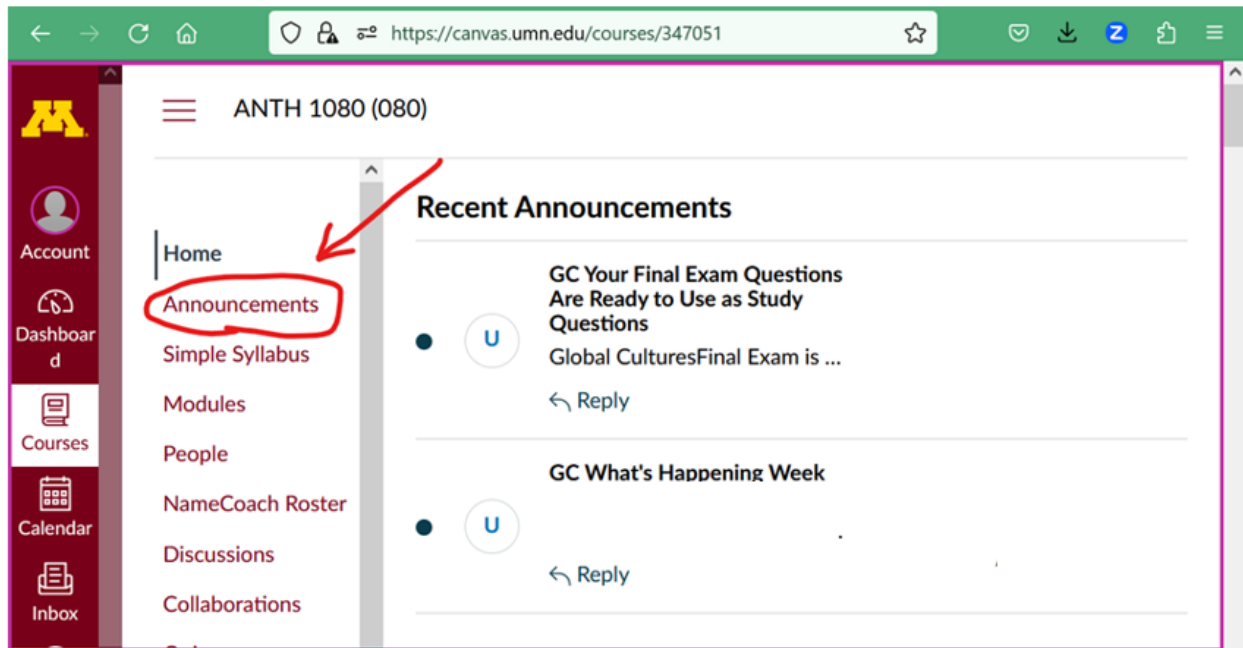 https://canvas.umn.edu/courses/347051
Z
M
ANTH 1080 (080)
Account
Dashboar
d
Courses
Calendar
Inbox
Home
Announcements
Simple Syllabus
Modules
People
NameCoach Roster
Discussions
Collaborations
Recent Announcements
GC Your Final Exam Questions
Are Ready to Use as Study
Questions
U
Global CulturesFinal Exam is ...
Reply
GC What's Happening Week
U
Reply